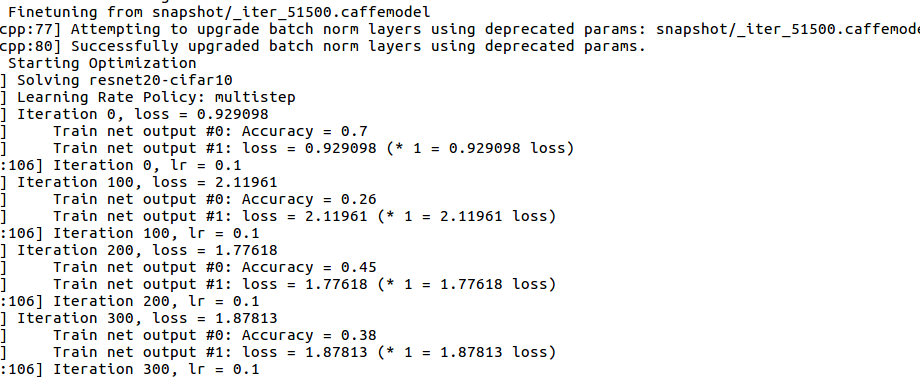 Finetuning from snapshot/_iter_51500.caffemodel
cpp:77] Attempting to upgrade batch norm layers using deprecated params: snapshot/_iter_51500.caffemode
cpp:80] Successfully upgraded batch norm layers using deprecated params.
Starting Optimization
] Solving resnet20-cifar10
] Learning Rate Policy: multistep
] Iteration 0, loss = 0.929098
]     Train net output #0: Accuracy = 0.7
]     Train net output #1: loss = 0.929098 (* 1 = 0.929098 loss)
:106] Iteration 0, lr = 0.1
] Iteration 100, loss = 2.11961
]     Train net output #0: Accuracy = 0.26
]     Train net output #1: loss = 2.11961 (* 1 = 2.11961 loss)
:106] Iteration 100, lr = 0.1
] Iteration 200, loss = 1.77618
]     Train net output #0: Accuracy = 0.45
]     Train net output #1: loss = 1.77618 (* 1 = 1.77618 loss)
:106] Iteration 200, lr = 0.1
] Iteration 300, loss = 1.87813
]     Train net output #0: Accuracy = 0.38
]     Train net output #1: loss = 1.87813 (* 1 = 1.87813 loss)
:106] Iteration 300, lr = 0.1